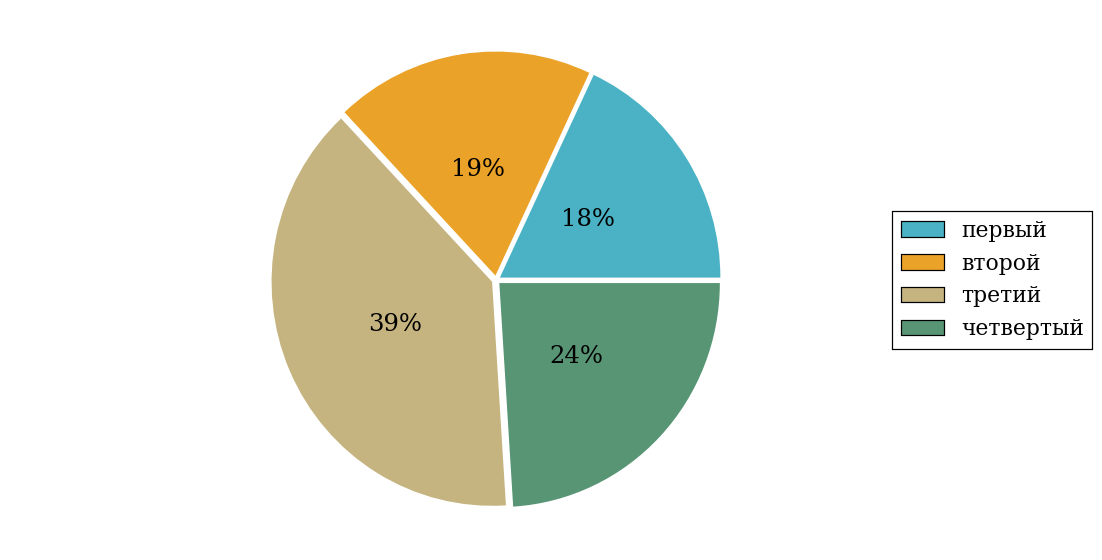 19%
18%
39%
24%
первый
второй
третий
четвертый